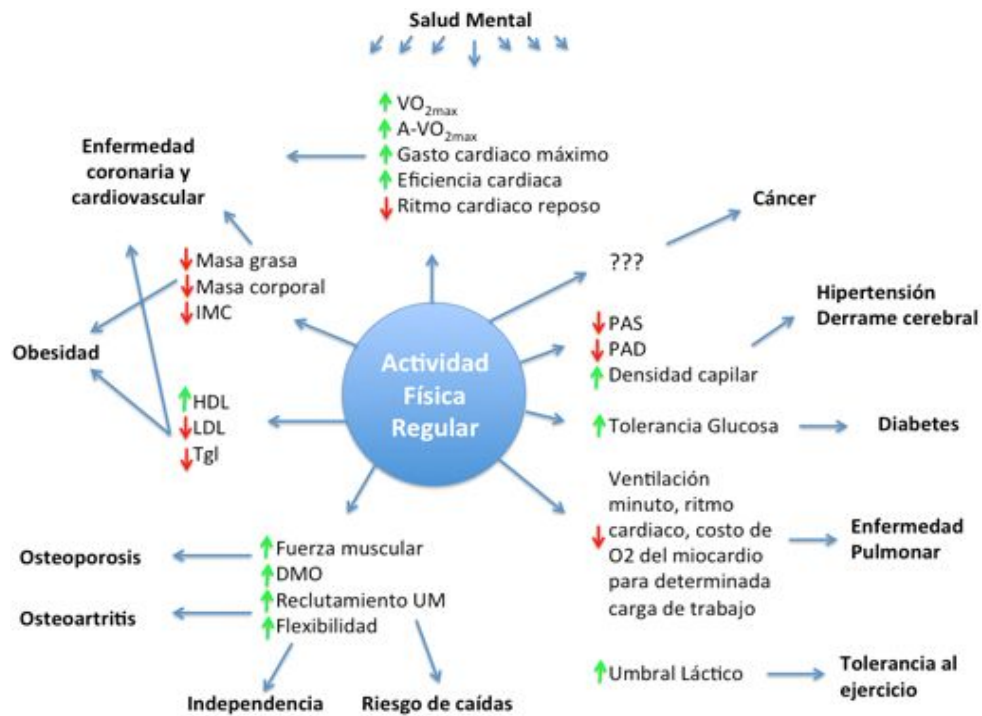 Salud Mental
VO2max
A-VO2max
Gasto cardiaco máximo
Eficiencia cardiaca
Ritmo cardiaco reposo
Enfermedad
coronaria y
cardiovascular
Masa grasa
Masa corporal
IMC
Obesidad
HDL
LDL
Tgl
Actividad
Física
Regular
Cáncer
???
Hipertensión
Derrame cerebral
PAS
PAD
Densidad capilar
Tolerancia Glucosa
Diabetes
Ventilación
minuto, ritmo
cardiaco, costo de
O2 del miocardio
para determinada
carga de trabajo
Enfermedad
Pulmonar
Osteoporosis
Osteoartritis
Fuerza muscular
DMO
Reclutamiento UM
Flexibilidad
Independencia
Riesgo de caídas
Umbral Láctico
Tolerancia al
ejercicio